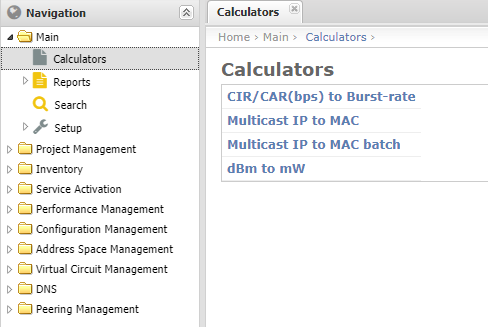 Navigation
Main
Calculators
Reports
Search
Setup
Project Management
Inventory
Service Activation
Performance Management
Configuration Management
Address Space Management
Virtual Circuit Management
DNS
Peering Management
Calculators
Home › Main › Calculators ›
Calculators
CIR/CAR(bps) to Burst-rate
Multicast IP to MAC
Multicast IP to MAC batch
dBm to mW